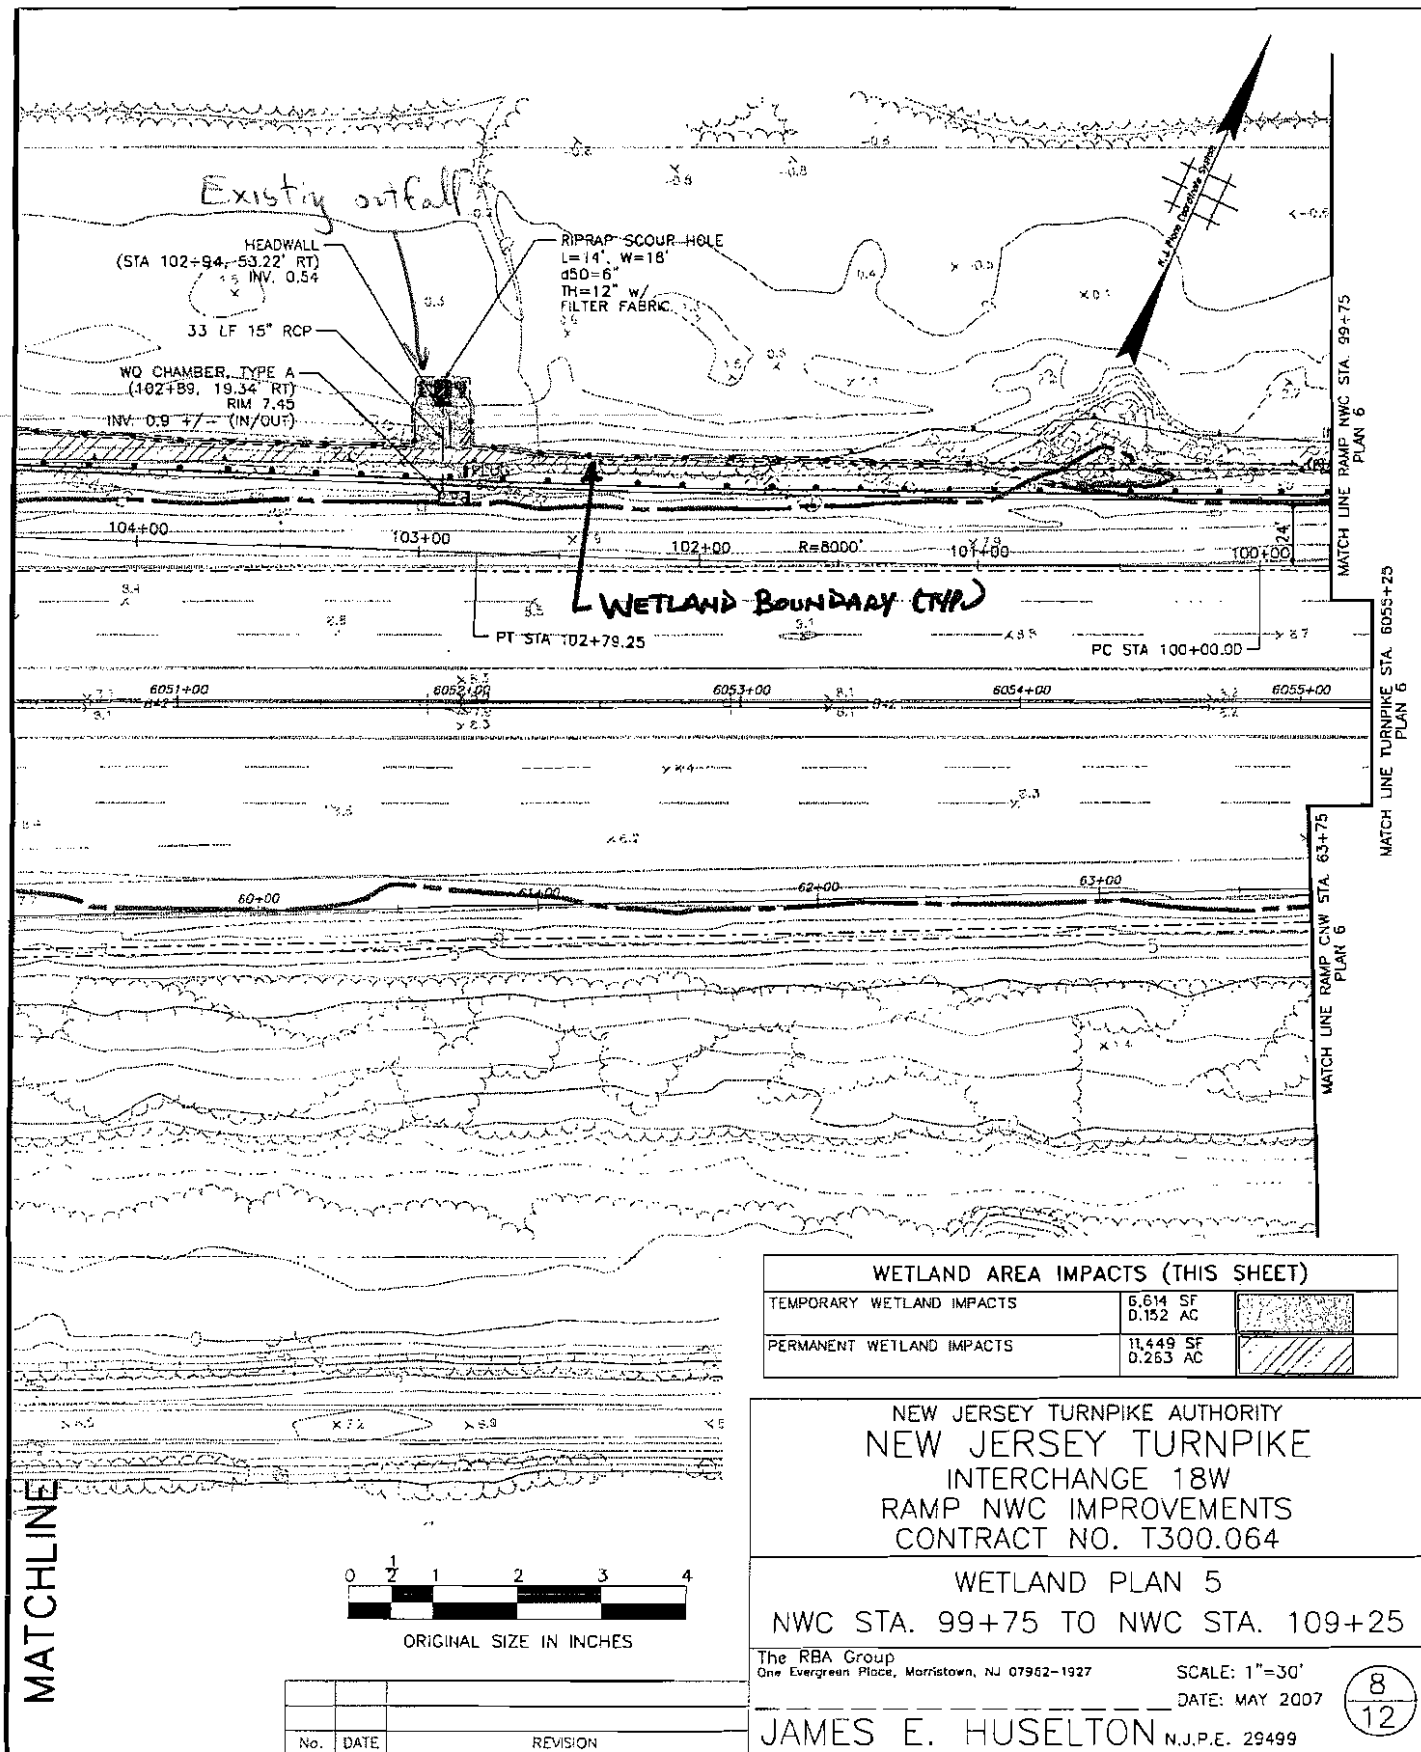 Existing outfall
HEADWALL
(STA 102+94, 53.22' RT)
INV. 0.54
33 LF 15" RCP
WQ CHAMBER, TYPE A
(102+89, 19.34' RT)
RIM 7.45
INV. 0.9 +/- (IN/OUT)
RIPRAP SCOUR HOLE
L=14', W=18'
d50=6"
TH=12" W/
FILTER FABRIC
N.J. Plane Coordinate System
MATCH LINE RAMP NWC STA. 99+75
PLAN 6
104+00
103+00
102+00
R=8000'
101+00
100+00
24'
WETLAND BOUNDARY (TYP.)
PT STA 102+79.25
PC STA 100+00.00
MATCH LINE TURNPIKE STA. 6055+25
PLAN 6
6051+00
6052+00
6053+00
6054+00
6055+00
60+00
61+00
62+00
63+00
MATCH LINE RAMP CNW STA. 63+75
PLAN 6
WETLAND AREA IMPACTS (THIS SHEET)
TEMPORARY WETLAND IMPACTS
6,614 SF
0.152 AC
PERMANENT WETLAND IMPACTS
11,449 SF
0.263 AC
NEW JERSEY TURNPIKE AUTHORITY
NEW JERSEY TURNPIKE
INTERCHANGE 18W
RAMP NWC IMPROVEMENTS
CONTRACT NO. T300.064
WETLAND PLAN 5
NWC STA. 99+75 TO NWC STA. 109+25
The RBA Group
One Evergreen Place, Morristown, NJ 07962-1927
SCALE: 1"=30'
DATE: MAY 2007
8
12
JAMES E. HUSELTON N.J.P.E. 29499
MATCHLINE
0 1/2 1 2 3 4
ORIGINAL SIZE IN INCHES
No. DATE REVISION